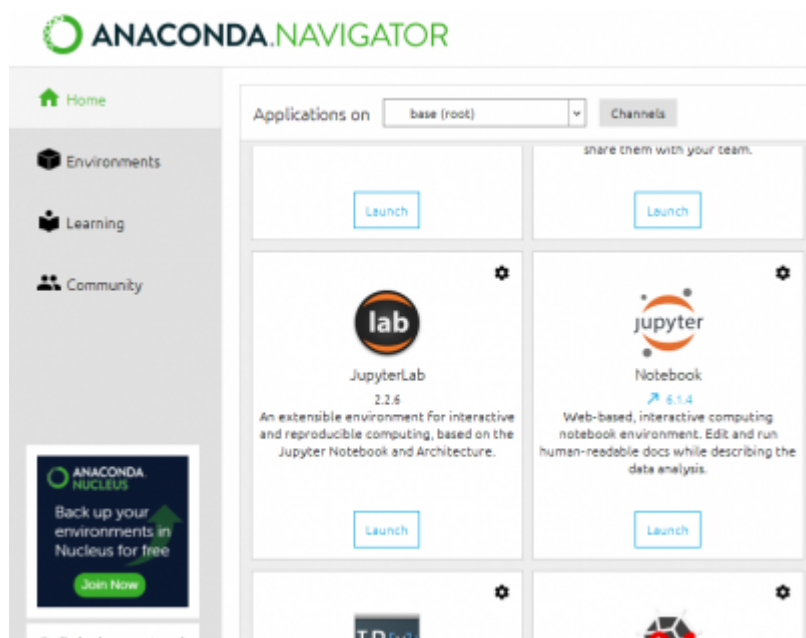 ANACONDA.NAVIGATOR
Home
Environments
Learning
Community
Applications on base (root) Channels
share them with your team.
Launch
Launch
lab
JupyterLab
2.2.6
An extensible environment for interactive
and reproducible computing, based on the
Jupyter Notebook and Architecture.
Launch
jupyter
Notebook
6.1.4
Web-based, interactive computing
notebook environment. Edit and run
human-readable docs while describing the
data analysis.
Launch
ANACONDA.
NUCLEUS
Back up your
environments in
Nucleus for free
Join Now